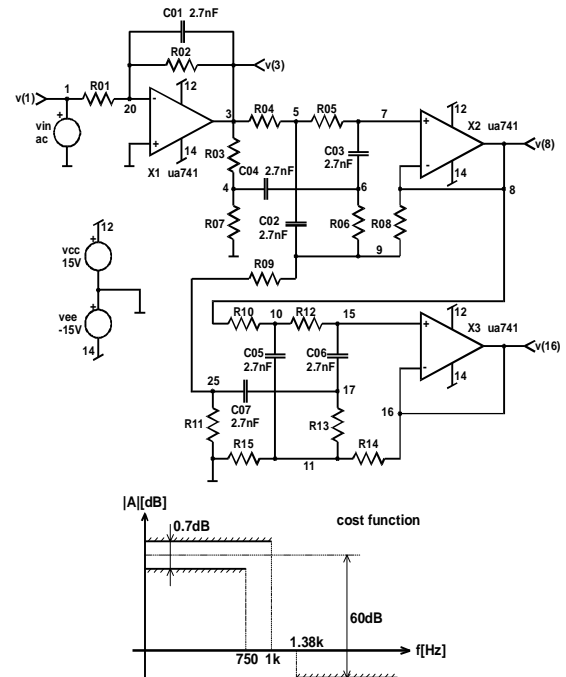 C01 2.7nF
R02
v(3)
v(1)
1
R01
20
-
+
12
14
X1 ua741
3
vin
ac
+
R04
5
R05
7
+
-
12
14
X2 ua741
v(8)
8
R03
C04 2.7nF
4
C03
2.7nF
6
R07
C02
2.7nF
R06
R08
9
R09
12
+
vcc
15V
+
vee
-15V
14
R10
10
R12
15
+
-
12
14
X3 ua741
v(16)
C05
2.7nF
C06
2.7nF
25
C07
2.7nF
17
16
R11
R13
R15
11
R14
|A|[dB]
0.7dB
cost function
60dB
1.38k
f[Hz]
750 1k